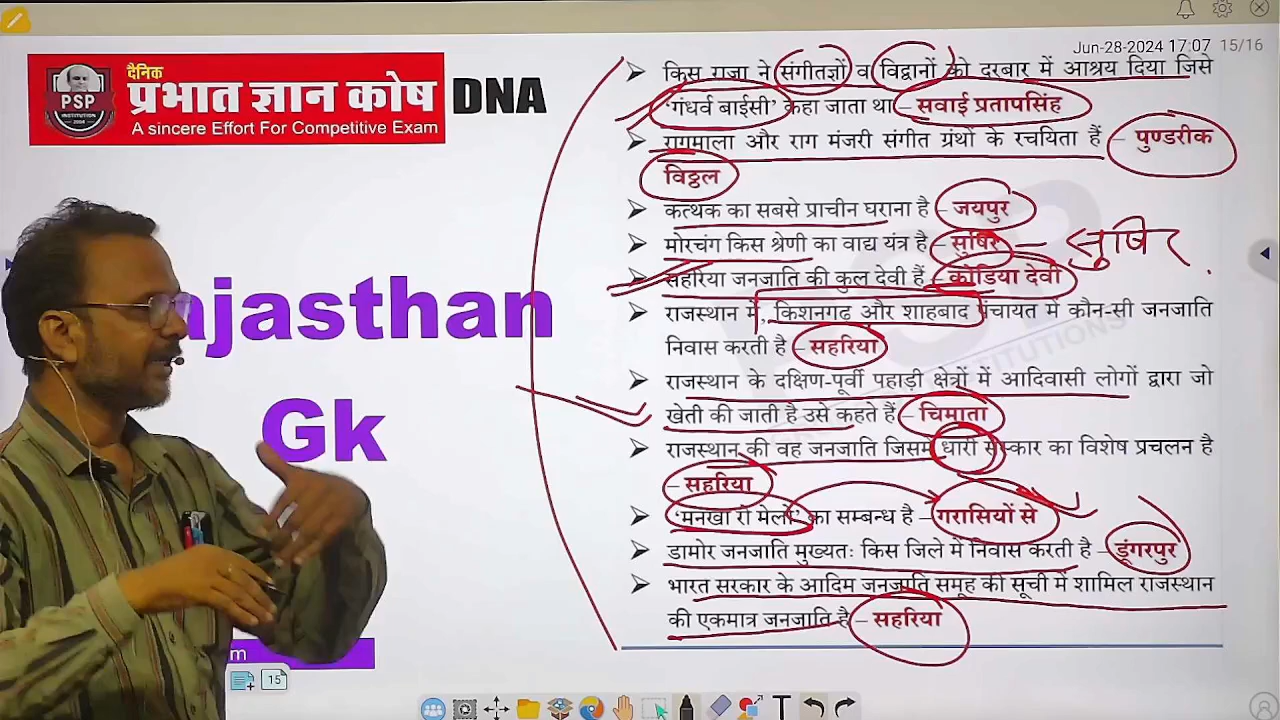 Jun-28-2024 17:07 15/16
दैनिक
प्रभात ज्ञान कोष DNA
A sincere Effort For Competitive Exam
PSP
INSTITUTION
ajasthan
Gk
m
15
➤ किस राजा ने संगीतज्ञों व विद्वानों को दरबार में आश्रय दिया जिसे
'गंधर्व बाईसी' कहा जाता था – सवाई प्रतापसिंह
➤ रागमाला और राग मंजरी संगीत ग्रंथों के रचयिता हैं – पुण्डरीक
विठ्ठल
➤ कत्थक का सबसे प्राचीन घराना है – जयपुर
➤ मोरचंग किस श्रेणी का वाद्य यंत्र है – सुषिर – सुषिर
➤ सहरिया जनजाति की कुल देवी हैं – कोडिया देवी
➤ राजस्थान में, किशनगढ और शाहबाद पंचायत में कौन-सी जनजाति
निवास करती है – सहरिया
➤ राजस्थान के दक्षिण-पूर्वी पहाड़ी क्षेत्रों में आदिवासी लोगों द्वारा जो
खेती की जाती है उसे कहते हैं – चिमाता
➤ राजस्थान की वह जनजाति जिसमें धारी संस्कार का विशेष प्रचलन है
– सहरिया
➤ 'मनखा रो मेलो' का सम्बन्ध है – गरासियों से
➤ डामोर जनजाति मुख्यतः किस जिले में निवास करती है – डूंगरपुर
➤ भारत सरकार के आदिम जनजाति समूह की सूची में शामिल राजस्थान
की एकमात्र जनजाति है – सहरिया
T